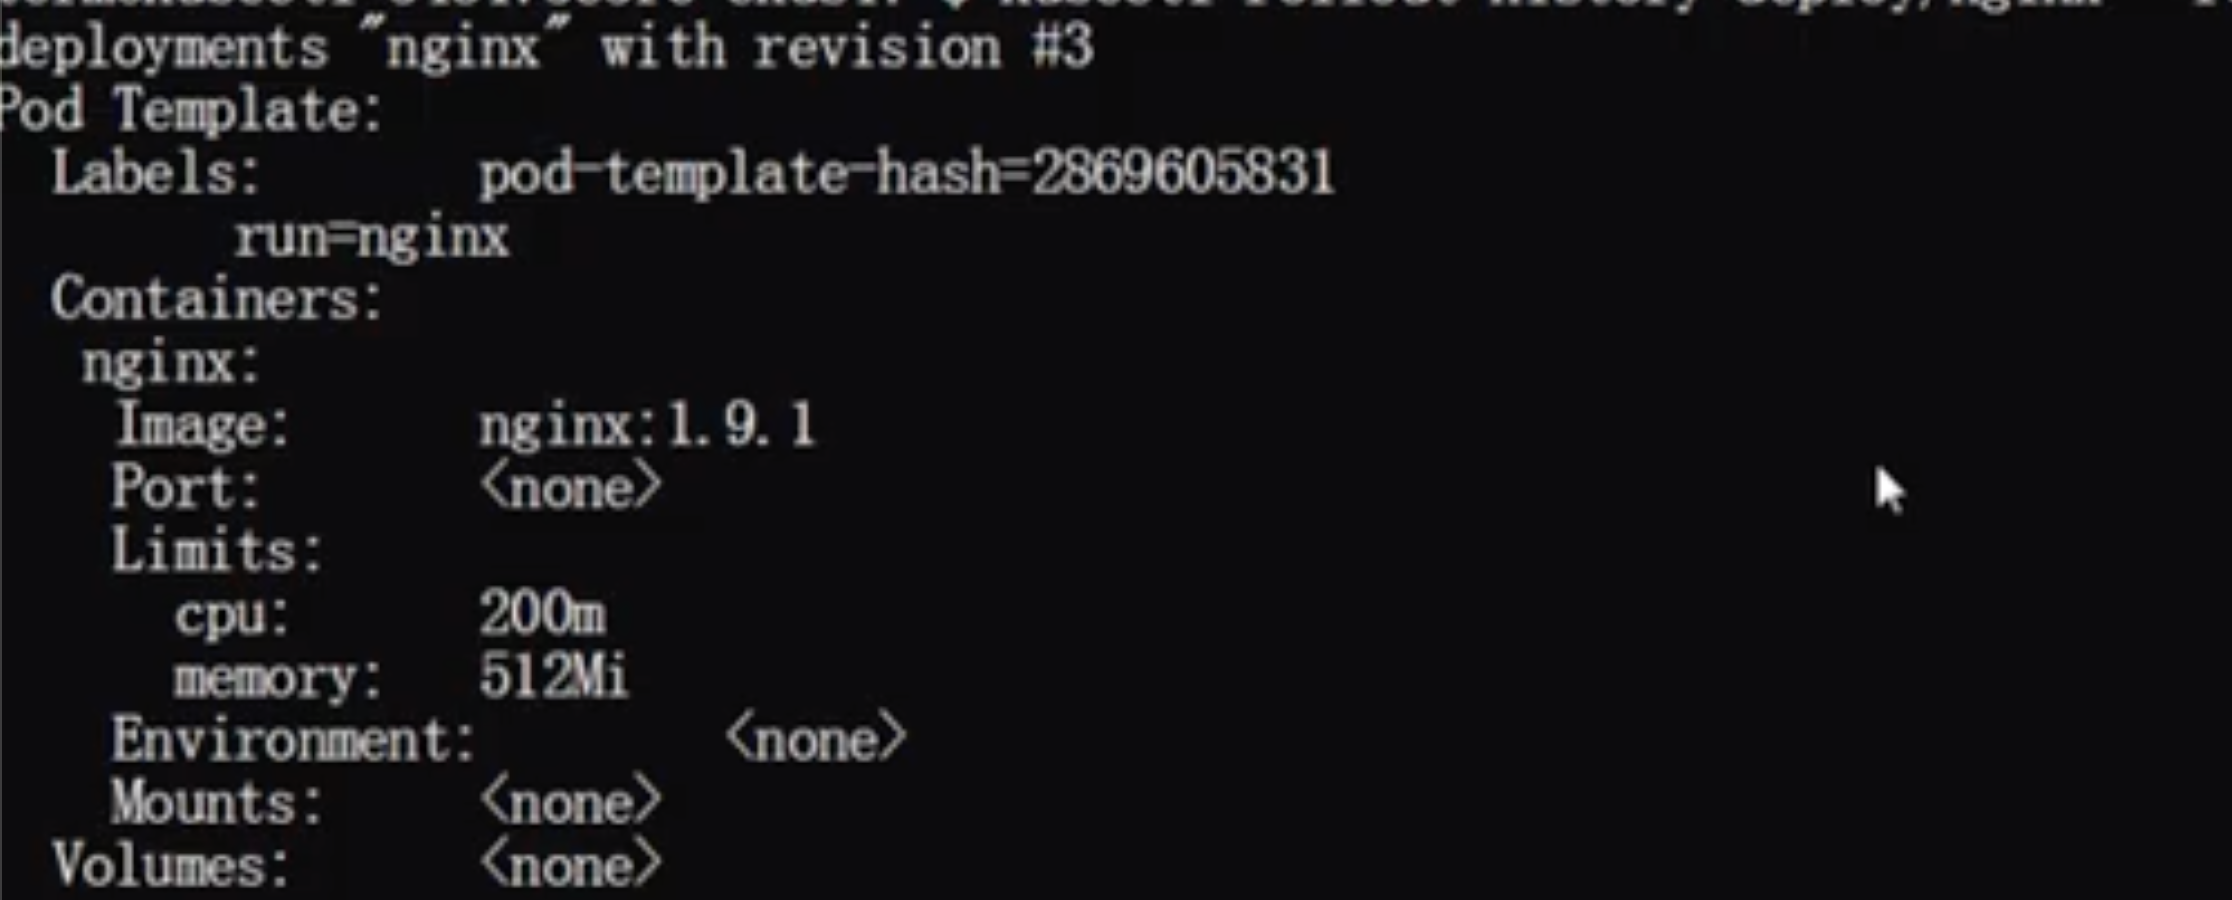 deployments "nginx" with revision #3
Pod Template:
Labels: pod-template-hash=2869605831
run=nginx
Containers:
nginx:
Image: nginx:1.9.1
Port: <none>
Limits:
cpu: 200m
memory: 512Mi
Environment: <none>
Mounts: <none>
Volumes: <none>